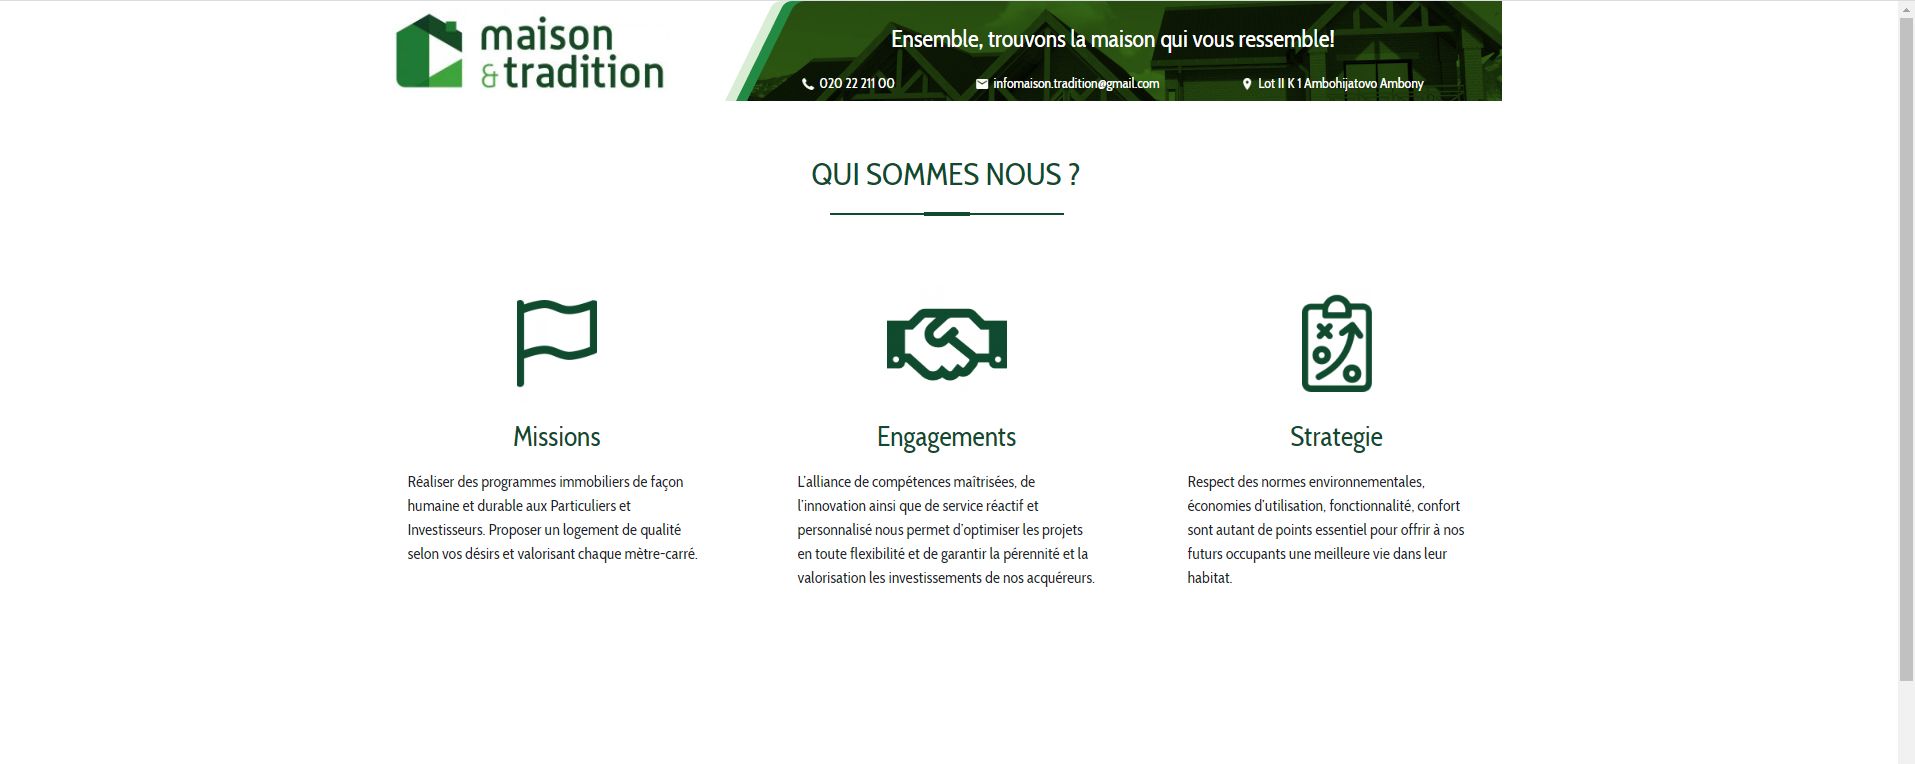 maison
& tradition
Ensemble, trouvons la maison qui vous ressemble!
020 22 211 00
infomaison.tradition@gmail.com
Lot II K 1 Ambohijatovo Ambony
QUI SOMMES NOUS ?
Missions
Réaliser des programmes immobiliers de façon
humaine et durable aux Particuliers et
Investisseurs. Proposer un logement de qualité
selon vos désirs et valorisant chaque mètre-carré.
Engagements
L'alliance de compétences maîtrisées, de
l'innovation ainsi que de service réactif et
personnalisé nous permet d'optimiser les projets
en toute flexibilité et de garantir la pérennité et la
valorisation les investissements de nos acquéreurs.
Strategie
Respect des normes environnementales,
économies d'utilisation, fonctionnalité, confort
sont autant de points essentiel pour offrir à nos
futurs occupants une meilleure vie dans leur
habitat.